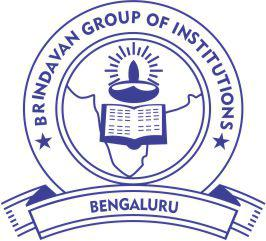 BRINDAVAN GROUP OF INSTITUTIONS
BENGALURU